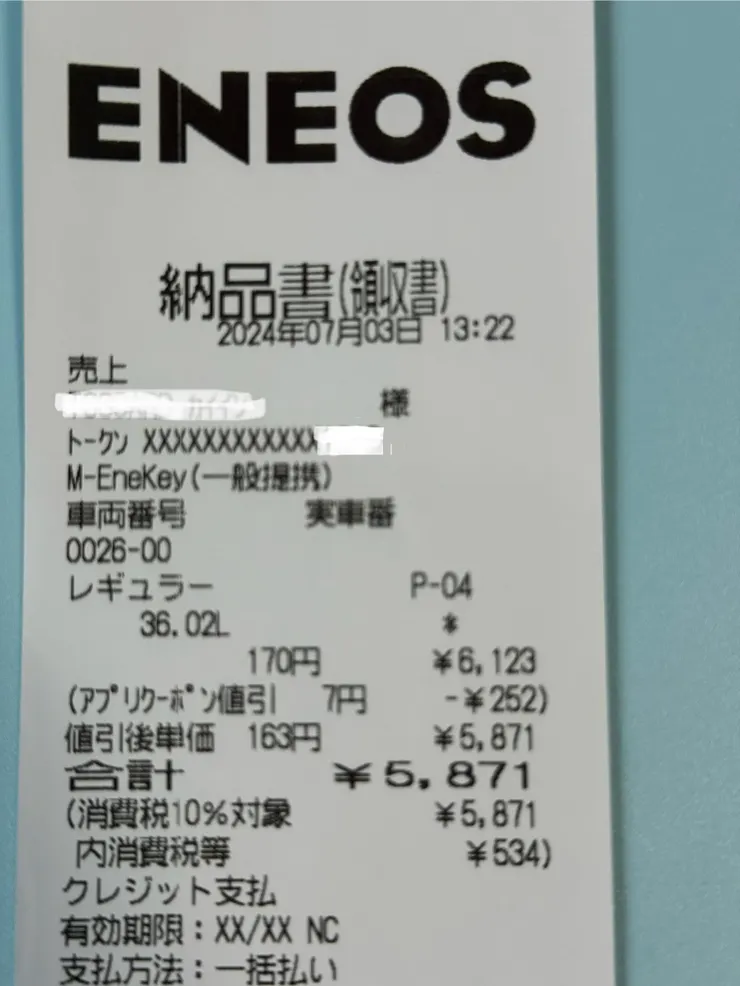 ENEOS
納品書(領収書)
2024年07月03日 13:22
売上
様
トークン XXXXXXXXXXXX
M-EneKey(一般提携)
車両番号 実車番
0026-00
レギュラー P-04
36.02L *
170円 ¥6,123
(アプリクーポン値引 7円 -¥252)
値引後単価 163円 ¥5,871
合計 ¥5,871
(消費税10%対象 ¥5,871
内消費税等 ¥534)
クレジット支払
有効期限:XX/XX NC
支払方法:一括払い